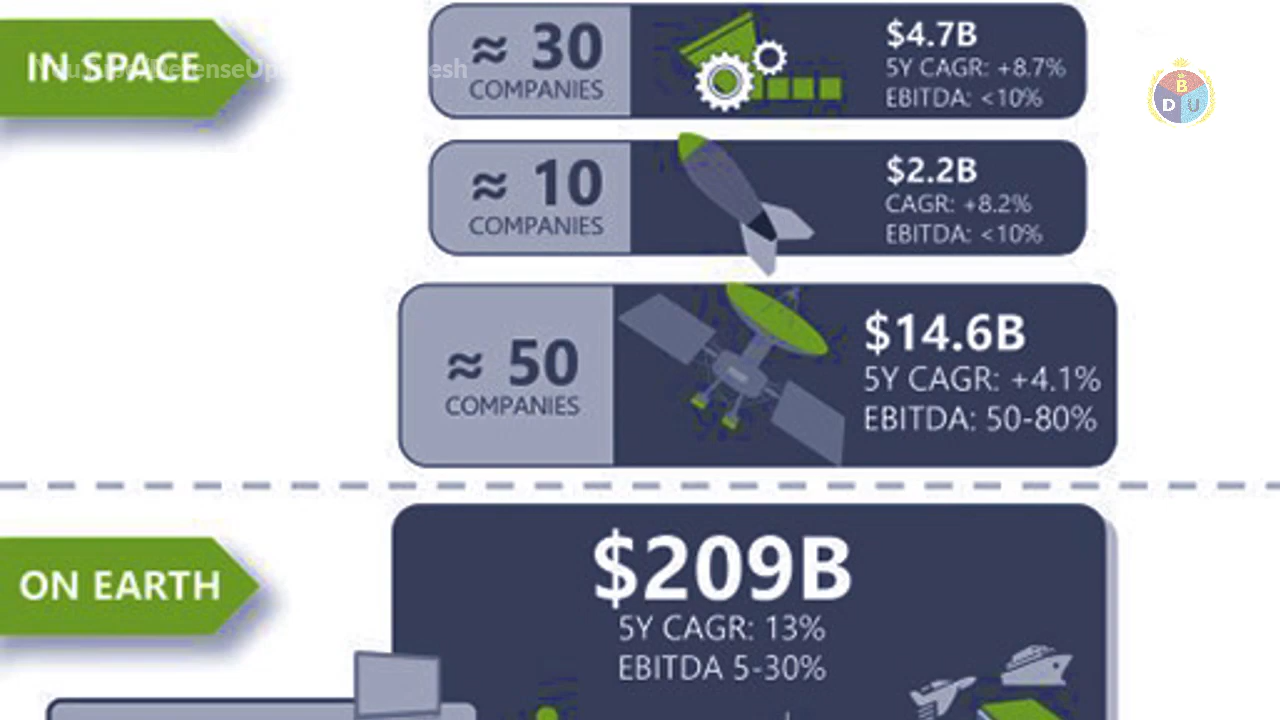 IN SPACE
≈ 30
COMPANIES
$4.7B
5Y CAGR: +8.7%
EBITDA: <10%
B
D U
≈ 10
COMPANIES
$2.2B
CAGR: +8.2%
EBITDA: <10%
≈ 50
COMPANIES
$14.6B
5Y CAGR: +4.1%
EBITDA: 50-80%
ON EARTH
$209B
5Y CAGR: 13%
EBITDA 5-30%